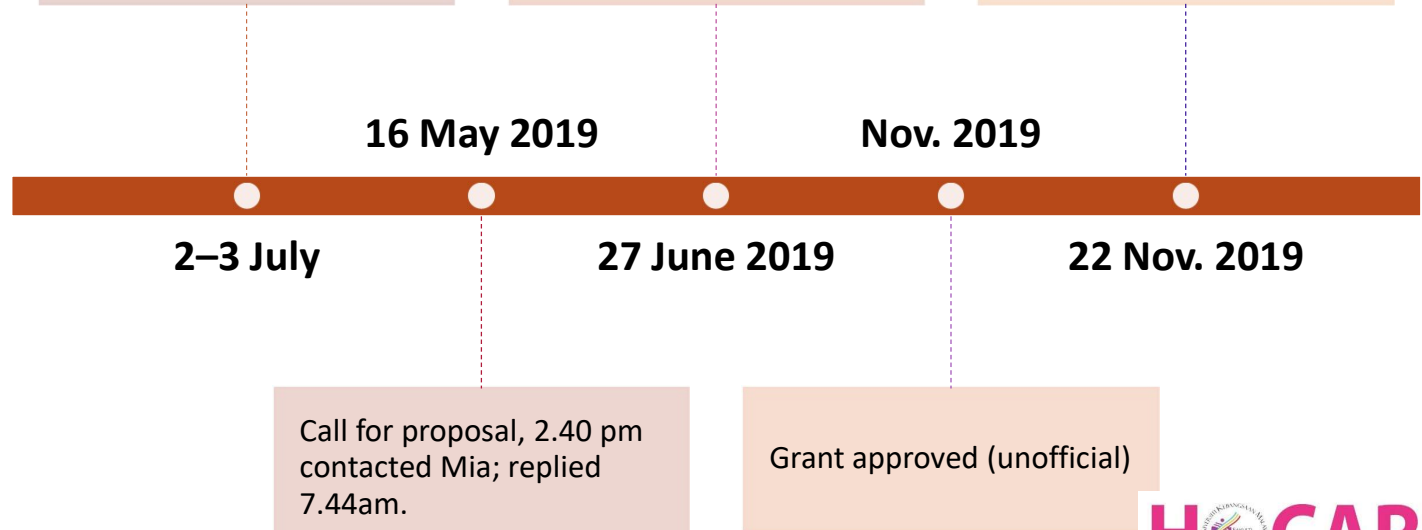 16 May 2019
Nov. 2019
2–3 July
27 June 2019
22 Nov. 2019
Call for proposal, 2.40 pm
contacted Mia; replied
7.44am.
Grant approved (unofficial)